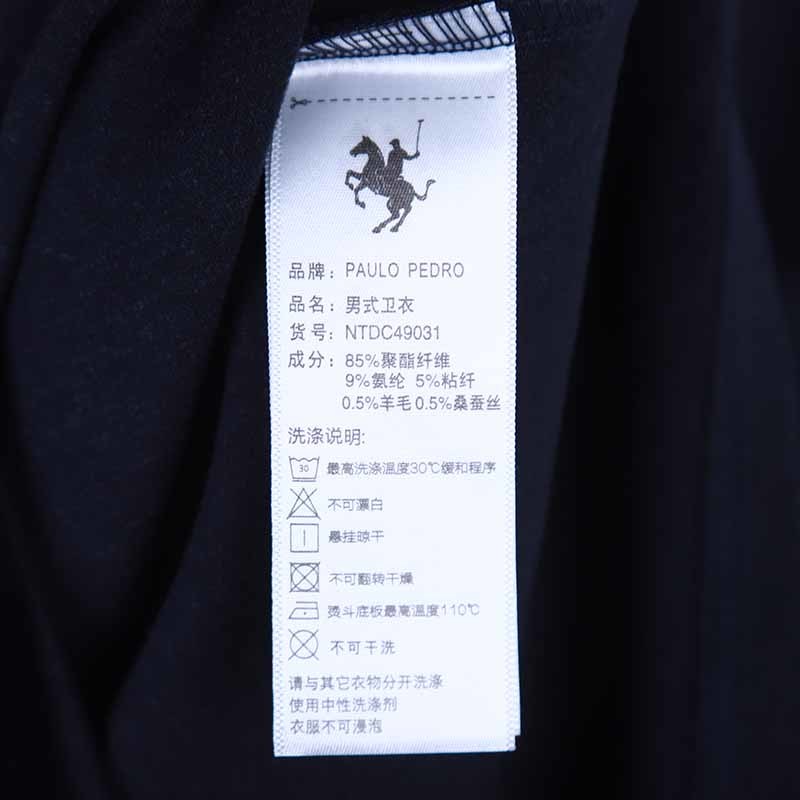 品牌: PAULO PEDRO
品名: 男式卫衣
货号: NTDC49031
成分: 85%聚酯纤维
9%氨纶 5%粘纤
0.5%羊毛0.5%桑蚕丝
洗涤说明:
30 最高洗涤温度30℃缓和程序
不可漂白
悬挂晾干
不可翻转干燥
熨斗底板最高温度110℃
不可干洗
请与其它衣物分开洗涤
使用中性洗涤剂
衣服不可浸泡